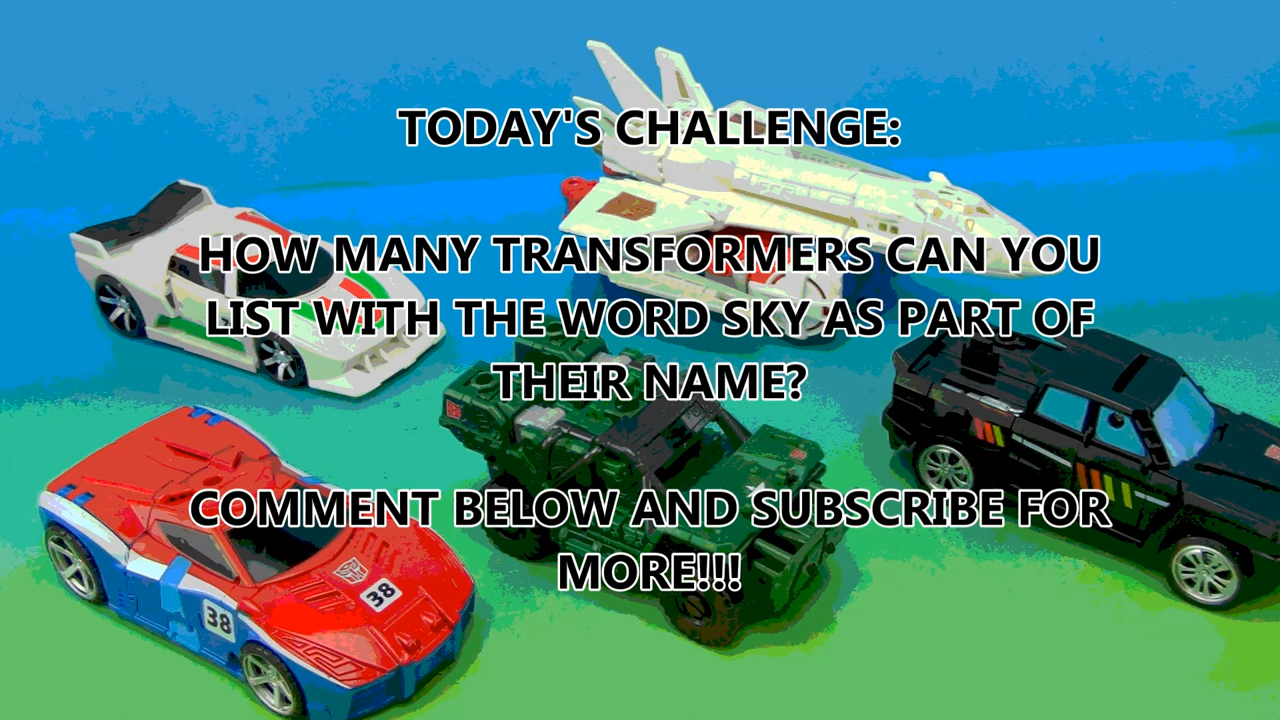 TODAY'S CHALLENGE:
HOW MANY TRANSFORMERS CAN YOU
LIST WITH THE WORD SKY AS PART OF
THEIR NAME?
COMMENT BELOW AND SUBSCRIBE FOR
MORE!!!
38
38